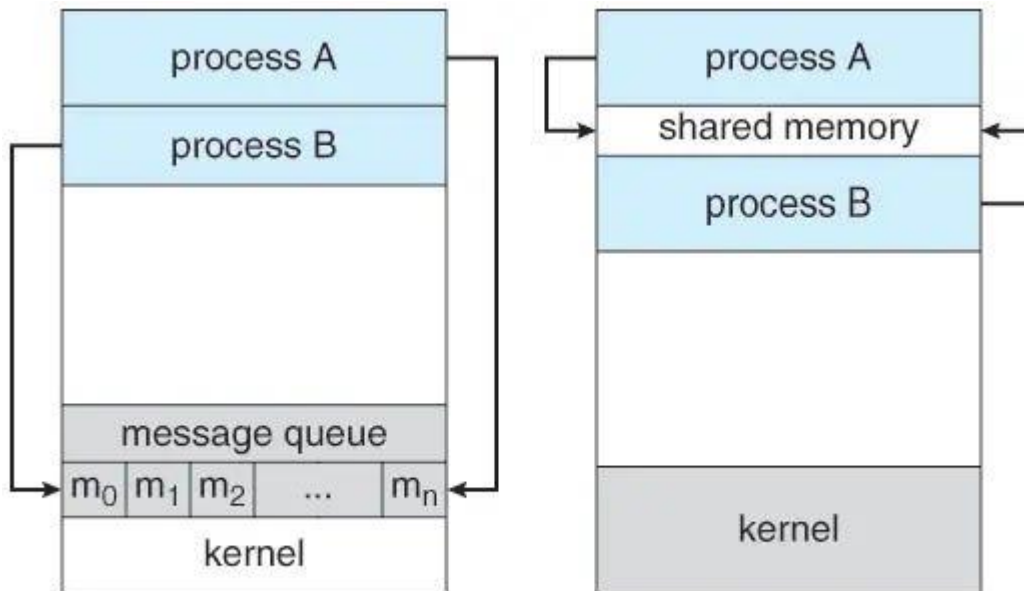 process A
process B
message queue
m0 m1 m2 ... mn
kernel
process A
shared memory
process B
kernel